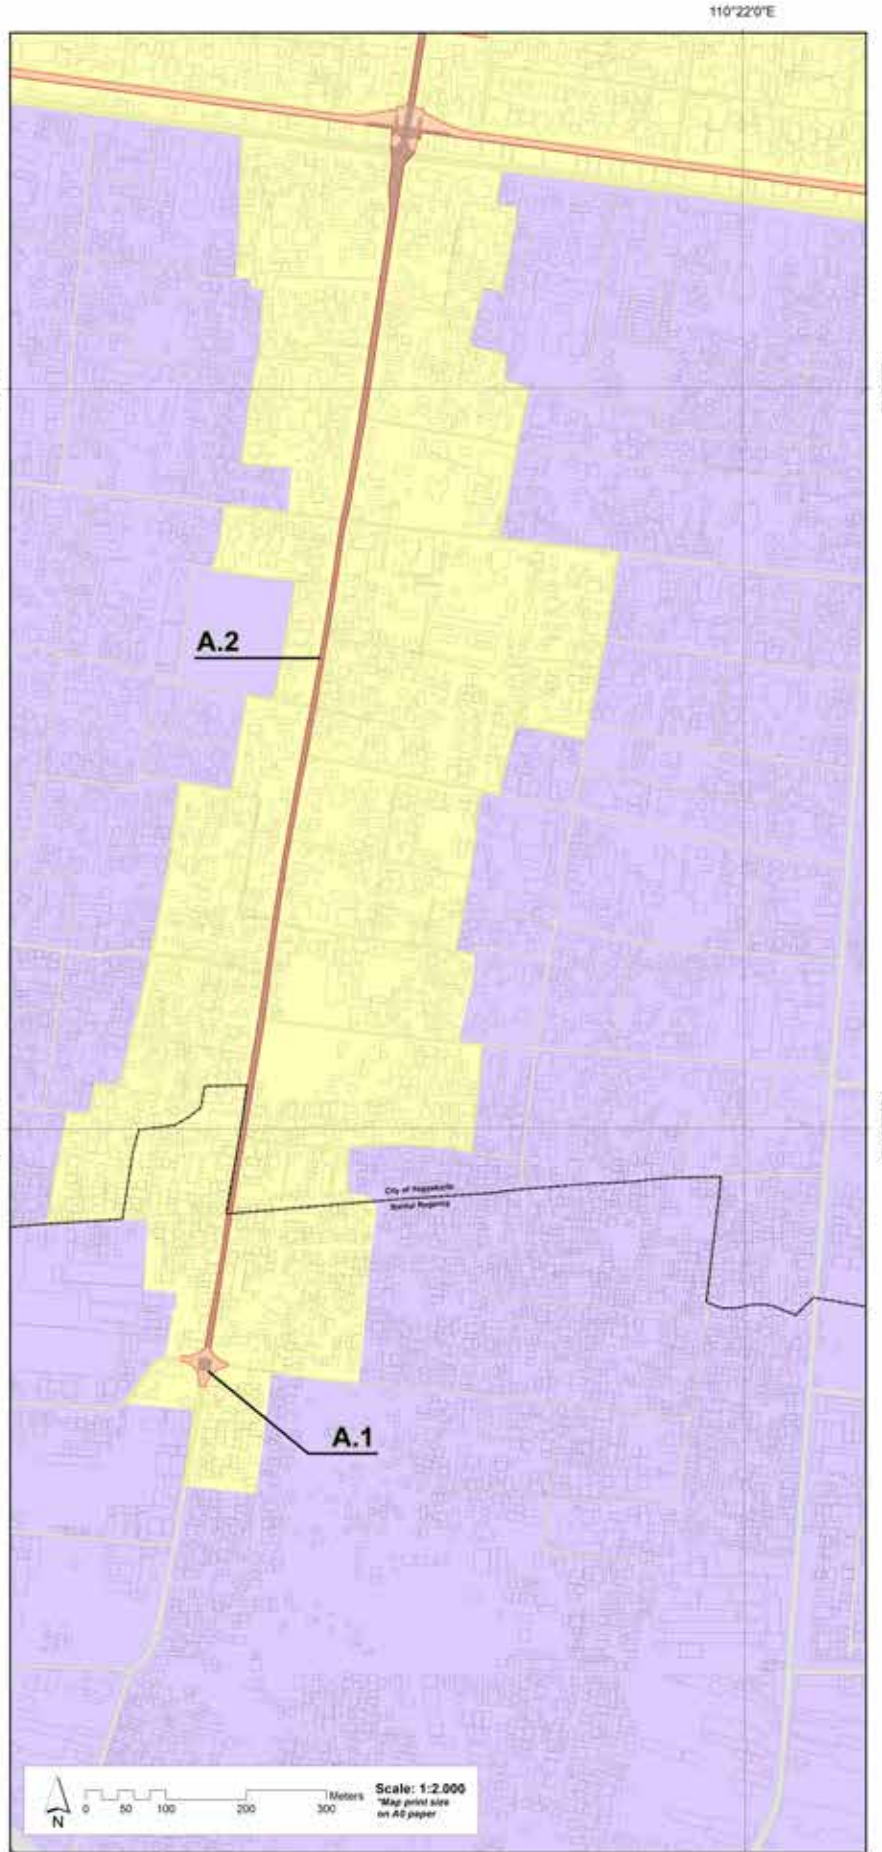 110°22'0"E
A.2
City of Yogyakarta
Bantul Regency
A.1
N
0 50 100 200 300
Meters
Scale: 1:2.000
*Map print size
on A0 paper